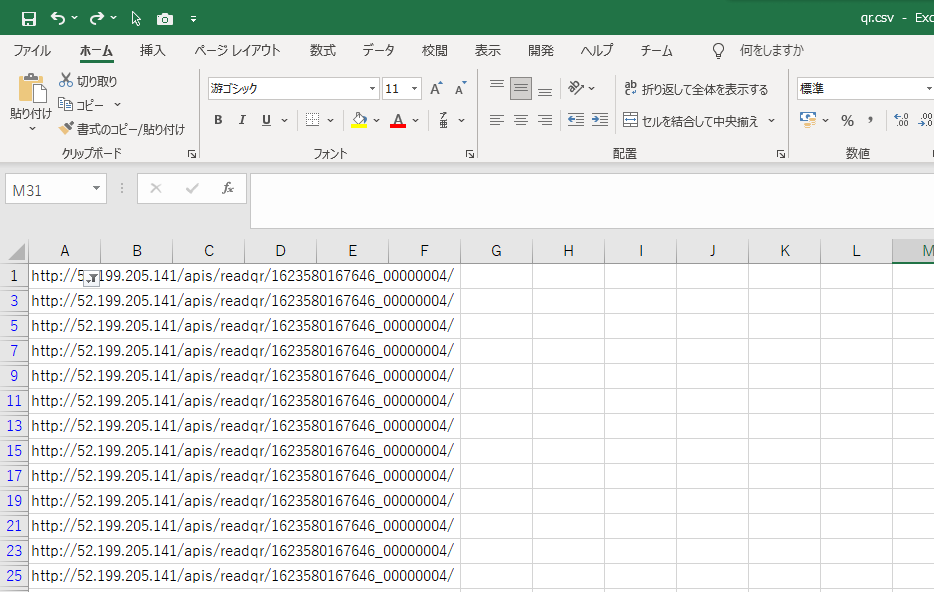 qr.csv - Exc
ファイル ホーム 挿入 ページ レイアウト 数式 データ 校閲 表示 開発 ヘルプ チーム 何をしますか
貼り付け
切り取り
コピー
書式のコピー/貼り付け
クリップボード
游ゴシック 11 A A
B I U A
フォント
ab 折り返して全体を表示する
セルを結合して中央揃え
配置
標準
% , .00 .00
数値
M31 fx
A B C D E F G H I J K L M
1 http://52.199.205.141/apis/readqr/1623580167646_00000004/
3 http://52.199.205.141/apis/readqr/1623580167646_00000004/
5 http://52.199.205.141/apis/readqr/1623580167646_00000004/
7 http://52.199.205.141/apis/readqr/1623580167646_00000004/
9 http://52.199.205.141/apis/readqr/1623580167646_00000004/
11 http://52.199.205.141/apis/readqr/1623580167646_00000004/
13 http://52.199.205.141/apis/readqr/1623580167646_00000004/
15 http://52.199.205.141/apis/readqr/1623580167646_00000004/
17 http://52.199.205.141/apis/readqr/1623580167646_00000004/
19 http://52.199.205.141/apis/readqr/1623580167646_00000004/
21 http://52.199.205.141/apis/readqr/1623580167646_00000004/
23 http://52.199.205.141/apis/readqr/1623580167646_00000004/
25 http://52.199.205.141/apis/readqr/1623580167646_00000004/